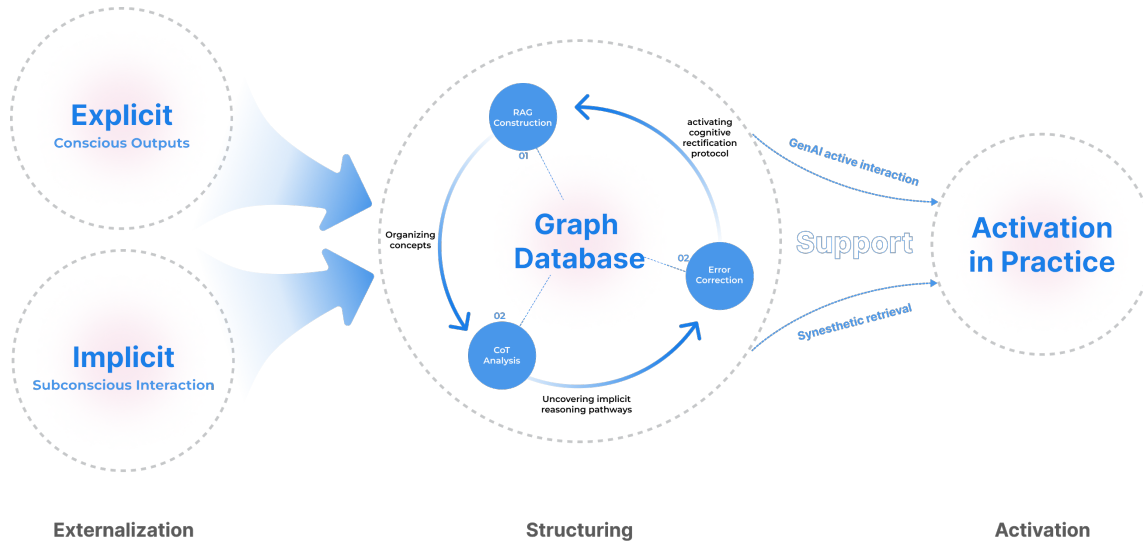 Explicit
Conscious Outputs
Implicit
Subconscious Interaction
RAG
Construction
01
activating
cognitive
rectification
protocol
Organizing
concepts
Graph
Database
02
Error
Correction
02
CoT
Analysis
Uncovering implicit
reasoning pathways
GenAI active interaction
Support
Synesthetic retrieval
Activation
in Practice
Externalization
Structuring
Activation